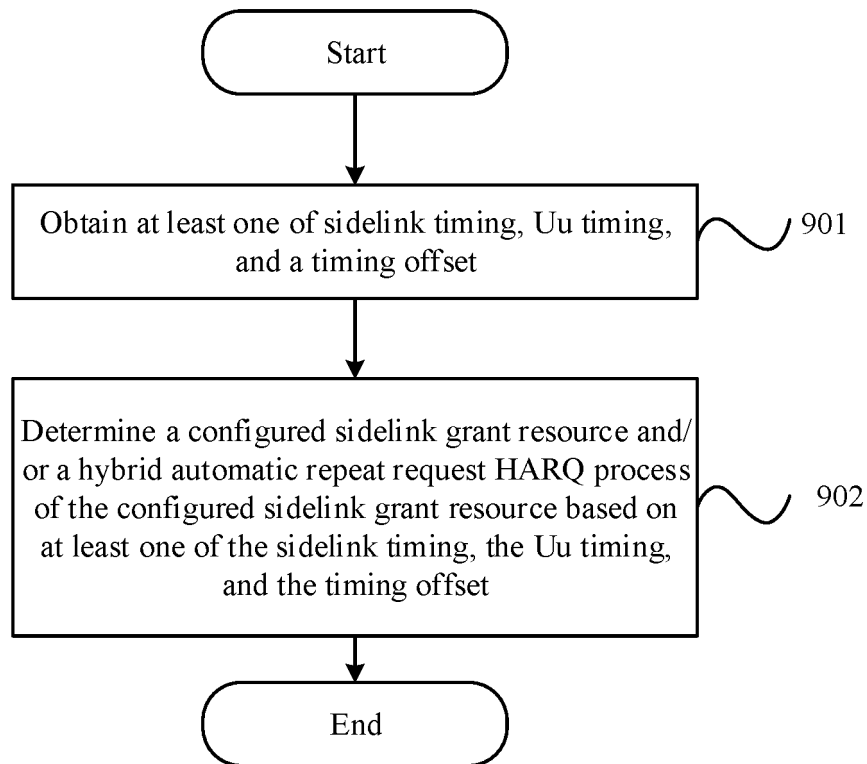 Start
Obtain at least one of sidelink timing, Uu timing,
and a timing offset
901
Determine a configured sidelink grant resource and/
or a hybrid automatic repeat request HARQ process
of the configured sidelink grant resource based on
at least one of the sidelink timing, the Uu timing,
and the timing offset
902
End